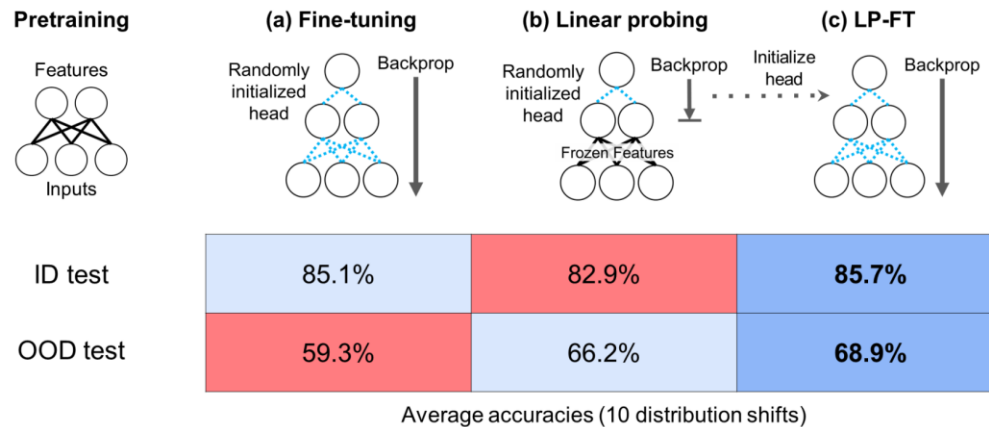 Pretraining
(a) Fine-tuning
(b) Linear probing
(c) LP-FT
Features
Inputs
Randomly
initialized
head
Backprop
Randomly
initialized
head
Backprop
Frozen Features
Initialize
head
Backprop
ID test
85.1%
82.9%
85.7%
OOD test
59.3%
66.2%
68.9%
Average accuracies (10 distribution shifts)